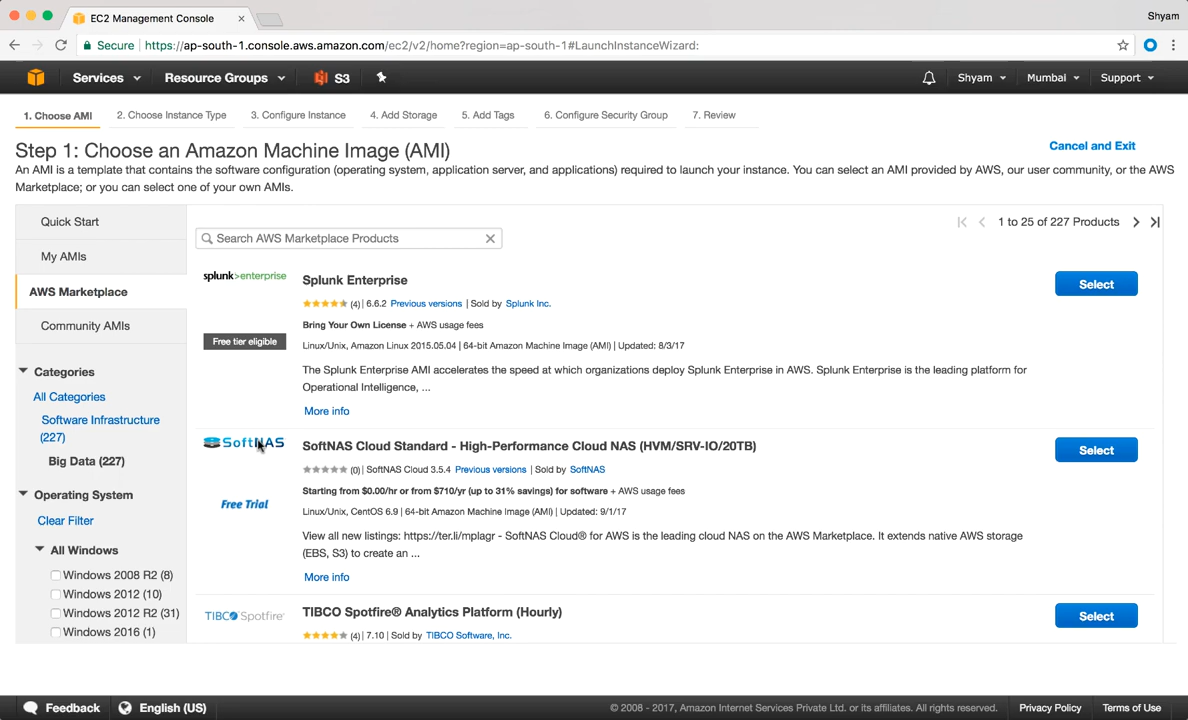 EC2 Management Console
Shyam
Secure
https://ap-south-1.console.aws.amazon.com/ec2/v2/home?region=ap-south-1#LaunchInstanceWizard:
Services
Resource Groups
S3
Shyam
Mumbai
Support
1. Choose AMI
2. Choose Instance Type
3. Configure Instance
4. Add Storage
5. Add Tags
6. Configure Security Group
7. Review
Step 1: Choose an Amazon Machine Image (AMI)
Cancel and Exit
An AMI is a template that contains the software configuration (operating system, application server, and applications) required to launch your instance. You can select an AMI provided by AWS, our user community, or the AWS
Marketplace; or you can select one of your own AMIs.
Quick Start
My AMIs
AWS Marketplace
Community AMIs
Categories
All Categories
Software Infrastructure
(227)
Big Data (227)
Operating System
Clear Filter
All Windows
Windows 2008 R2 (8)
Windows 2012 (10)
Windows 2012 R2 (31)
Windows 2016 (1)
Search AWS Marketplace Products
1 to 25 of 227 Products
splunk>enterprise
Free tier eligible
Splunk Enterprise
(4) | 6.6.2 Previous versions | Sold by Splunk Inc.
Bring Your Own License + AWS usage fees
Linux/Unix, Amazon Linux 2015.05.04 | 64-bit Amazon Machine Image (AMI) | Updated: 8/3/17
The Splunk Enterprise AMI accelerates the speed at which organizations deploy Splunk Enterprise in AWS. Splunk Enterprise is the leading platform for
Operational Intelligence, ...
More info
Select
SoftNAS
Free Trial
SoftNAS Cloud Standard - High-Performance Cloud NAS (HVM/SRV-IO/20TB)
(0) | SoftNAS Cloud 3.5.4 Previous versions | Sold by SoftNAS
Starting from $0.00/hr or from $710/yr (up to 31% savings) for software + AWS usage fees
Linux/Unix, CentOS 6.9 | 64-bit Amazon Machine Image (AMI) | Updated: 9/1/17
View all new listings: https://ter.li/mplagr - SoftNAS Cloud® for AWS is the leading cloud NAS on the AWS Marketplace. It extends native AWS storage
(EBS, S3) to create an ...
More info
Select
TIBCO Spotfire
TIBCO Spotfire® Analytics Platform (Hourly)
(4) | 7.10 | Sold by TIBCO Software, Inc.
Select
Feedback
English (US)
© 2008 - 2017, Amazon Internet Services Private Ltd. or its affiliates. All rights reserved.
Privacy Policy
Terms of Use